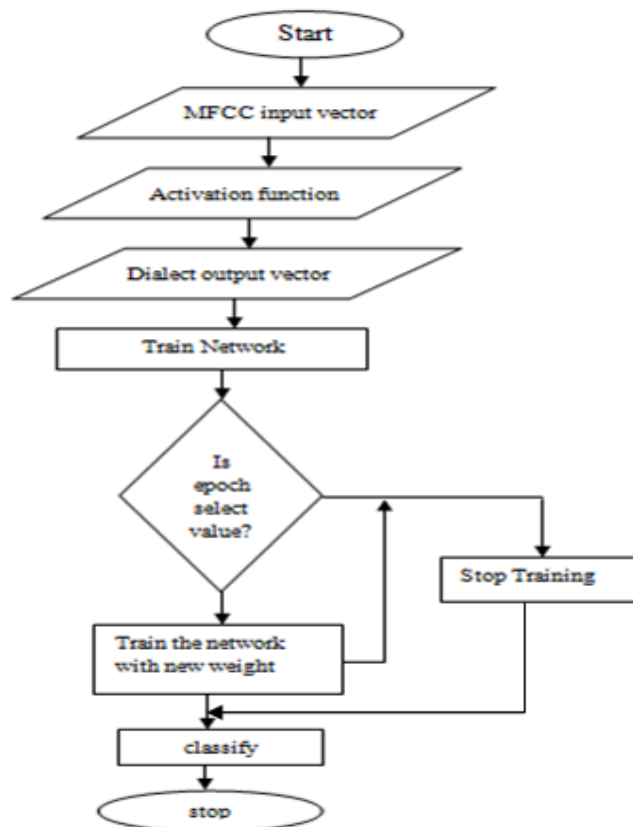 Start
MFCC input vector
Activation function
Dialect output vector
Train Network
Is
epoch
select
value?
Stop Training
Train the network
with new weight
classify
stop